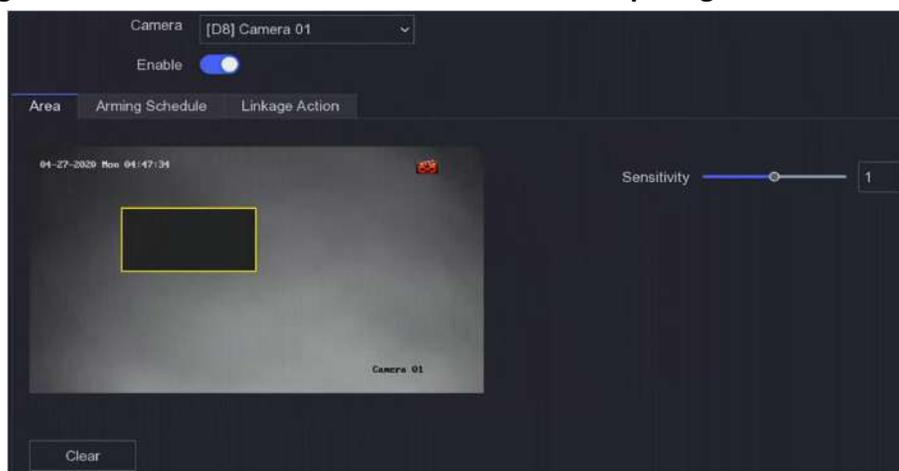 Camera [D8] Camera 01
Enable
Area Arming Schedule Linkage Action
04-27-2020 Mon 04:47:34
Sensitivity 1
Camera 01
Clear